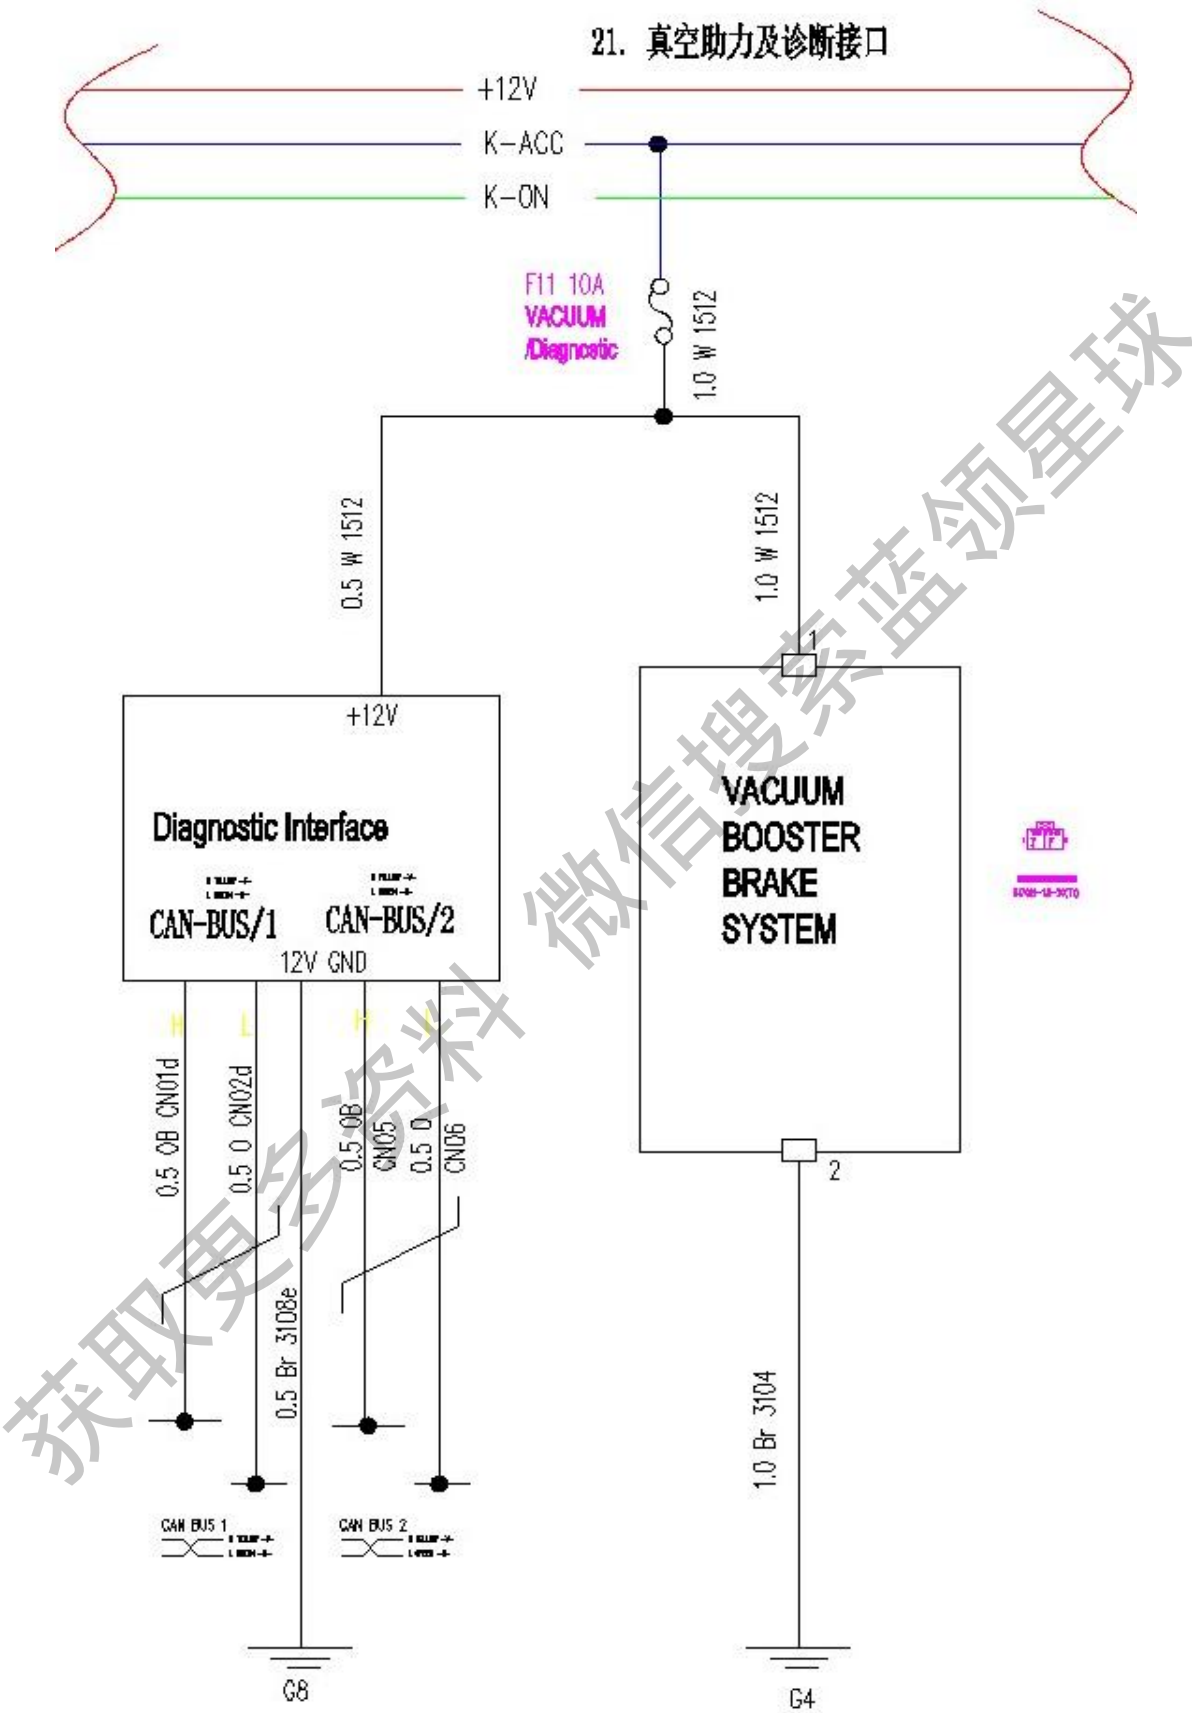 21. 真空助力及诊断接口
+12V
K-ACC
K-ON
F11 10A
VACUUM
/Diagnostic
1.0 W 1512
0.5 W 1512
1.0 W 1512
1
+12V
Diagnostic Interface
CAN-BUS/1
CAN-BUS/2
12V GND
VACUUM
BOOSTER
BRAKE
SYSTEM
H
L
H
L
0.5 OB CN01d
0.5 O CN02d
0.5 OB
CN05
0.5 O
CN06
2
0.5 Br 3108e
1.0 Br 3104
CAN BUS 1
CAN BUS 2
G8
G4
获取更多资料 微信搜索蓝领星球